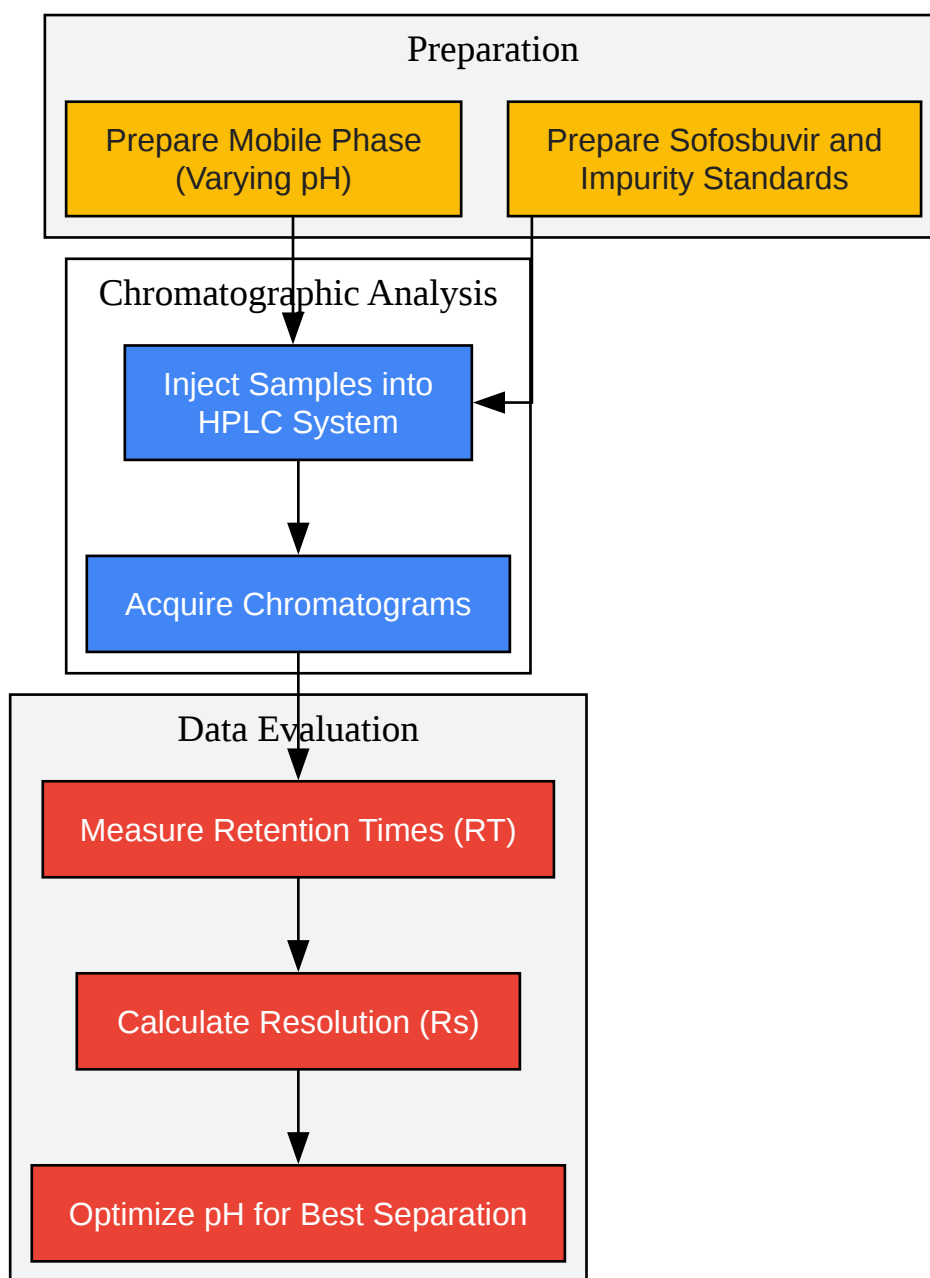 Preparation
Prepare Mobile Phase
(Varying pH)
Prepare Sofosbuvir and
Impurity Standards
Chromatographic Analysis
Inject Samples into
HPLC System
Acquire Chromatograms
Data Evaluation
Measure Retention Times (RT)
Calculate Resolution (Rs)
Optimize pH for Best Separation